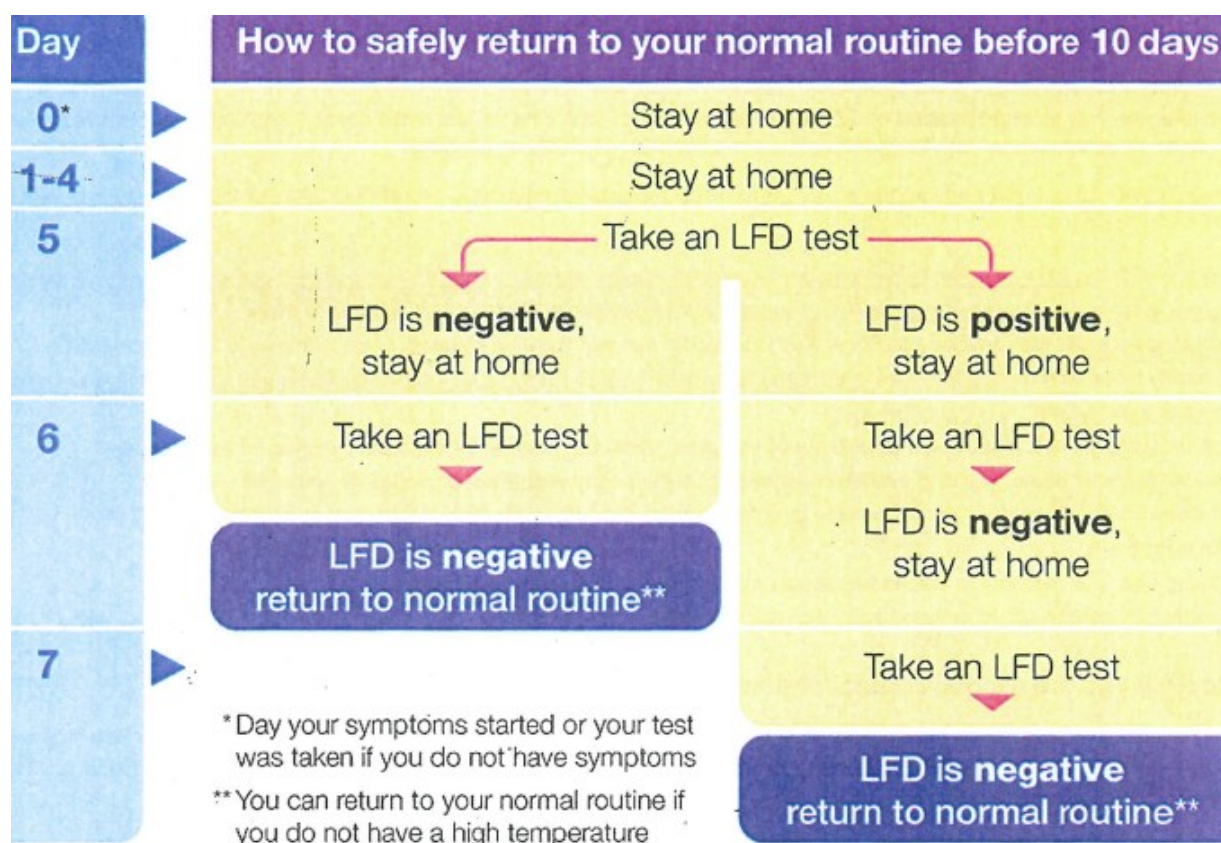 Day
How to safely return to your normal routine before 10 days
0*
Stay at home
1-4
Stay at home
5
Take an LFD test
LFD is negative,
stay at home
LFD is positive,
stay at home
6
Take an LFD test
LFD is negative
return to normal routine**
Take an LFD test
LFD is negative,
stay at home
7
Take an LFD test
LFD is negative
return to normal routine**
*Day your symptoms started or your test
was taken if you do not have symptoms
**You can return to your normal routine if
you do not have a high temperature